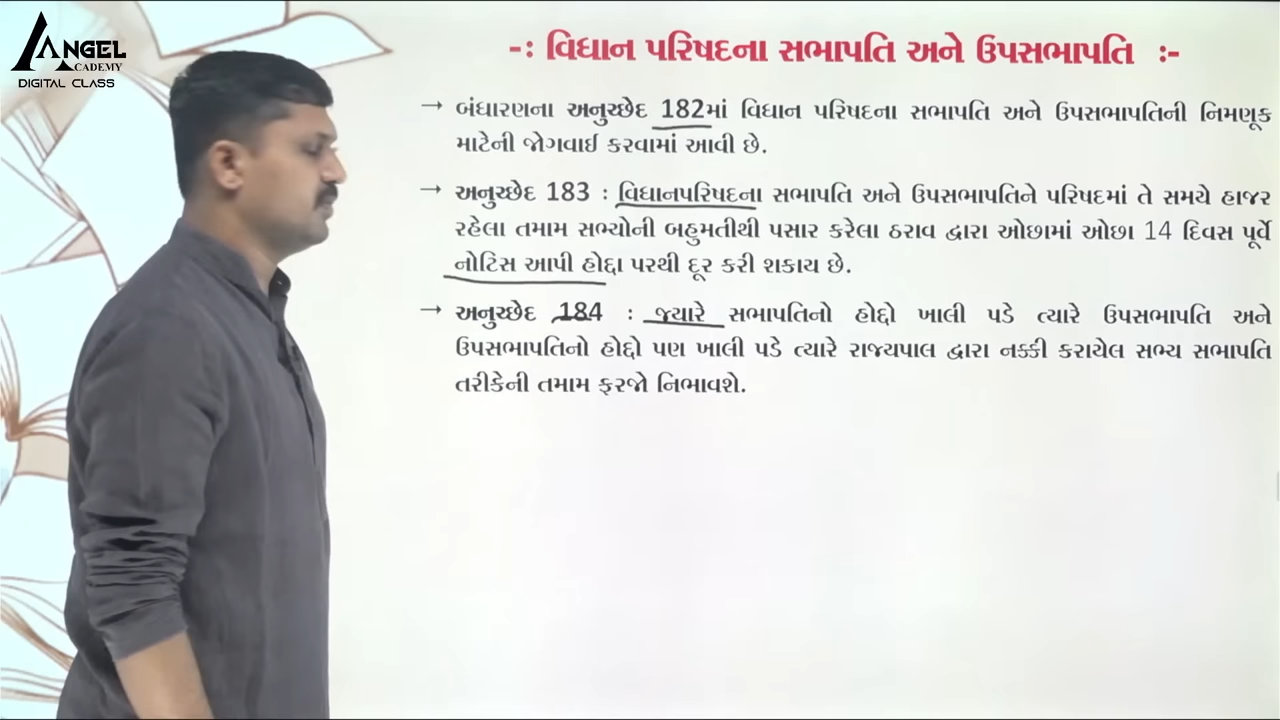 ANGEL
ACADEMY
DIGITAL CLASS
-: વિધાન પરિષદના સભાપતિ અને ઉપસભાપતિ :-
→ બંધારણના અનુચ્છેદ 182માં વિધાન પરિષદના સભાપતિ અને ઉપસભાપતિની નિમણૂક
માટેની જોગવાઈ કરવામાં આવી છે.
→ અનુચ્છેદ 183 : વિધાનપરિષદના સભાપતિ અને ઉપસભાપતિને પરિષદમાં તે સમયે હાજર
રહેલા તમામ સભ્યોની બહુમતીથી પસાર કરેલા ઠરાવ દ્વારા ઓછામાં ઓછા 14 દિવસ પૂર્વે
નોટિસ આપી હોદ્દા પરથી દૂર કરી શકાય છે.
→ અનુચ્છેદ 184 : જ્યારે સભાપતિનો હોદ્દો ખાલી પડે ત્યારે ઉપસભાપતિ અને
ઉપસભાપતિનો હોદ્દો પણ ખાલી પડે ત્યારે રાજ્યપાલ દ્વારા નક્કી કરાયેલ સભ્ય સભાપતિ
તરીકેની તમામ ફરજો નિભાવશે.